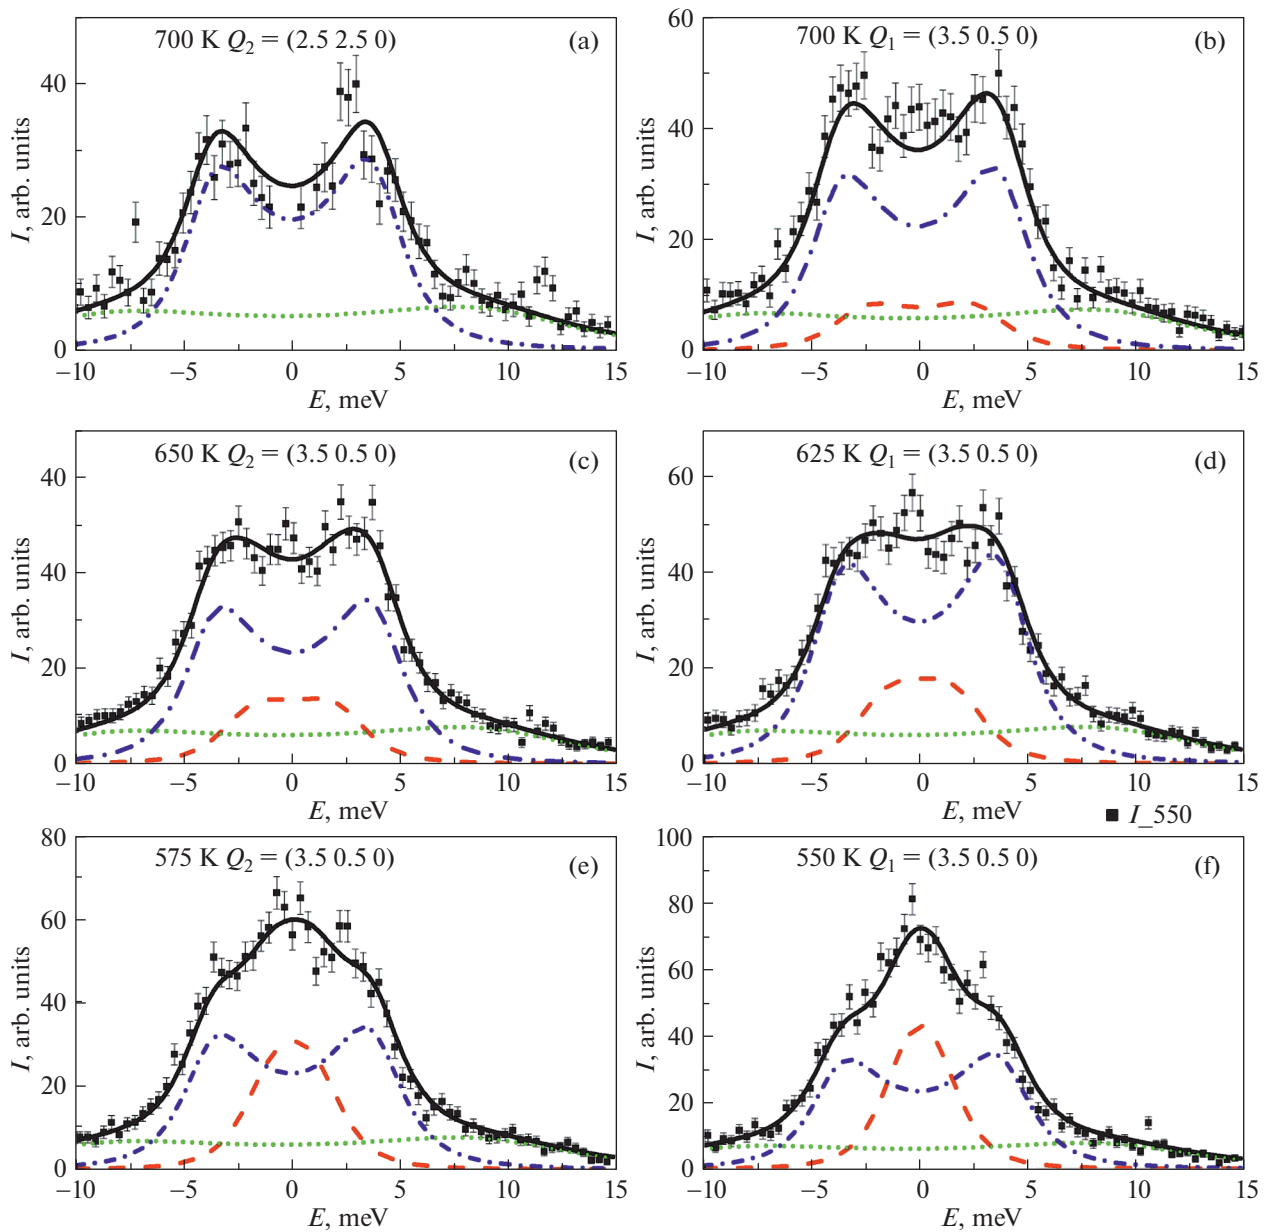 700 K Q₂ = (2.5 2.5 0)
(a)
I, arb. units
40
20
0
−10 −5 0 5 10 15
E, meV
700 K Q₁ = (3.5 0.5 0)
(b)
I, arb. units
60
40
20
0
−10 −5 0 5 10 15
E, meV
650 K Q₂ = (3.5 0.5 0)
(c)
I, arb. units
40
20
0
−10 −5 0 5 10 15
E, meV
625 K Q₁ = (3.5 0.5 0)
(d)
I, arb. units
60
40
20
0
−10 −5 0 5 10 15
E, meV
I_550
575 K Q₂ = (3.5 0.5 0)
(e)
I, arb. units
80
60
40
20
0
−10 −5 0 5 10 15
E, meV
550 K Q₁ = (3.5 0.5 0)
(f)
I, arb. units
100
80
60
40
20
0
−10 −5 0 5 10 15
E, meV